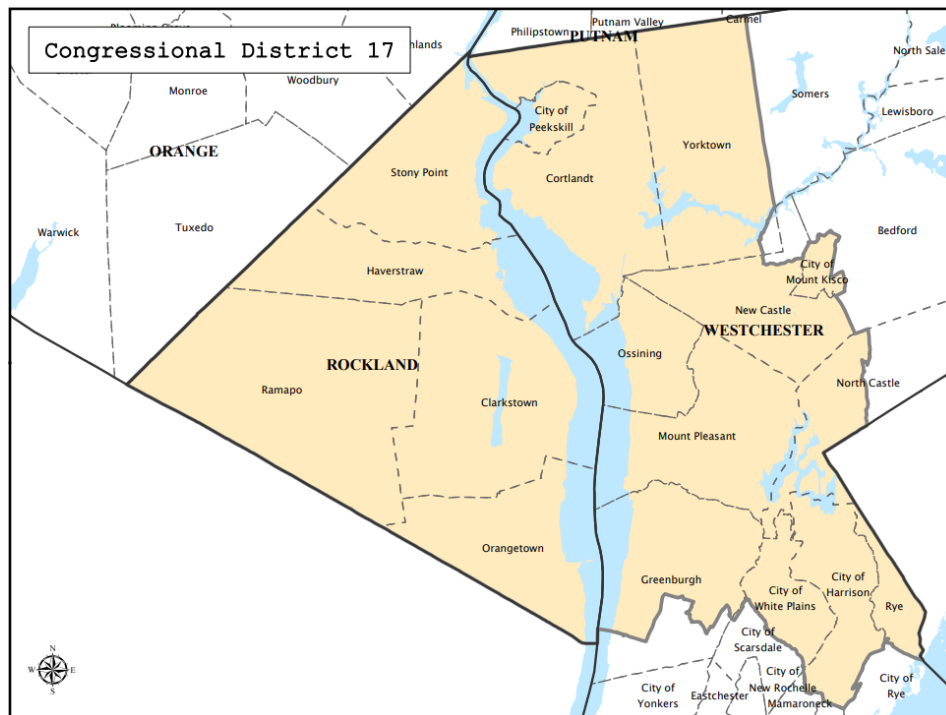 Congressional District 17
Putnam Valley
Carmel
Philipstown
PUTNAM
hlands
North Sale
Woodbury
Monroe
Somers
Lewisboro
City of
Peekskill
ORANGE
Yorktown
Stony Point
Cortlandt
Tuxedo
Warwick
Bedford
City of
Mount Kisco
Haverstraw
New Castle
WESTCHESTER
Ossining
ROCKLAND
North Castle
Ramapo
Clarkstown
Mount Pleasant
Orangetown
Greenburgh
City of
White Plains
City of
Harrison
Rye
City of
Scarsdale
N
W
E
S
City of
Yonkers
Eastchester
City of
New Rochelle
Mamaroneck
City of
Rye